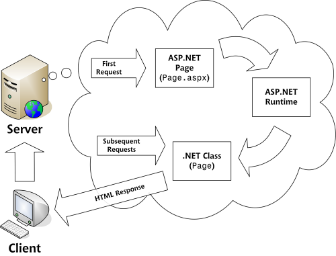 First
Request
ASP.NET
Page
(Page.aspx)
ASP.NET
Runtime
Server
Subsequent
Requests
.NET Class
(Page)
HTML Response
Client